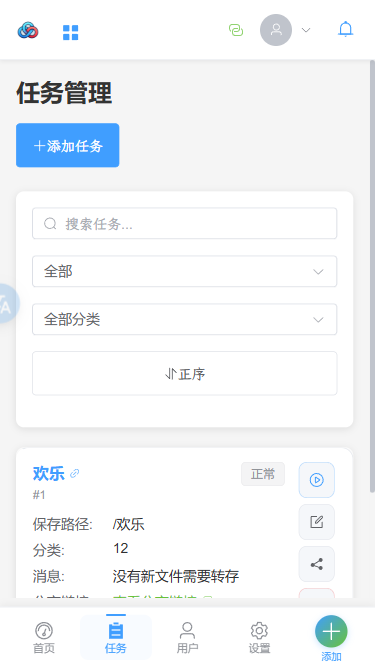 任务管理
添加任务
搜索任务...
全部
全部分类
正序
欢乐
正常
#1
保存路径: /欢乐
分类: 12
消息: 没有新文件需要转存
首页
任务
用户
设置
添加